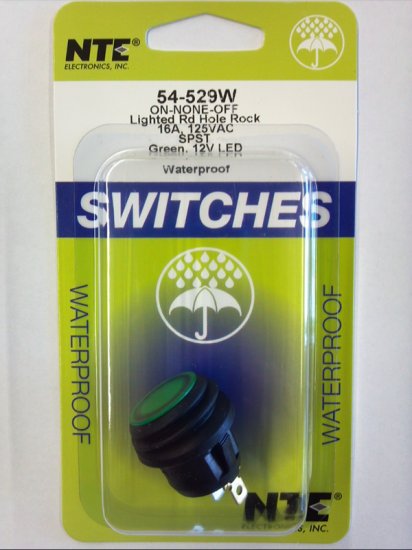 NTE®
ELECTRONICS, INC.
54-529W
ON-NONE-OFF
Lighted Rd Hole Rock
16A, 125VAC
SPST
Green, 12V LED
Waterproof
SWITCHES
WATERPROOF
WATERPROOF
NTE®
ELECTRONICS, INC.